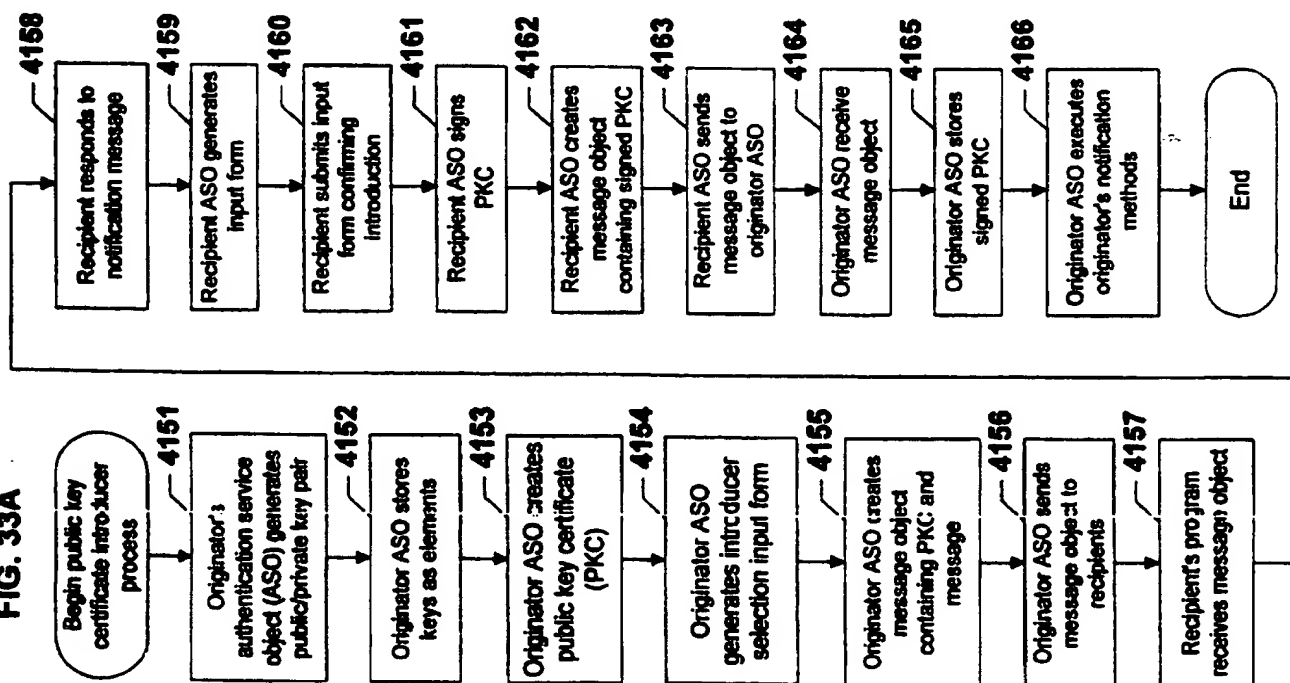 FIG. 33A
Begin public key
certificate introducer
process
4151
Originator's
authentication service
object (ASO) generates
public/private key pair
4152
Originator ASO stores
keys as elements
4153
Originator ASO creates
public key certificate
(PKC)
4154
Originator ASO
generates introducer
selection input form
4155
Originator ASO creates
message object
containing PKC and
message
4156
Originator ASO sends
message object to
recipients
4157
Recipient's program
receives message object
4158
Recipient responds to
notification message
4159
Recipient ASO generates
input form
4160
Recipient submits input
form confirming
introduction
4161
Recipient ASO signs
PKC
4162
Recipient ASO creates
message object
containing signed PKC
4163
Recipient ASO sends
message object to
originator ASO
4164
Originator ASO receive
message object
4165
Originator ASO stores
signed PKC
4166
Originator ASO executes
originator's notification
methods
End